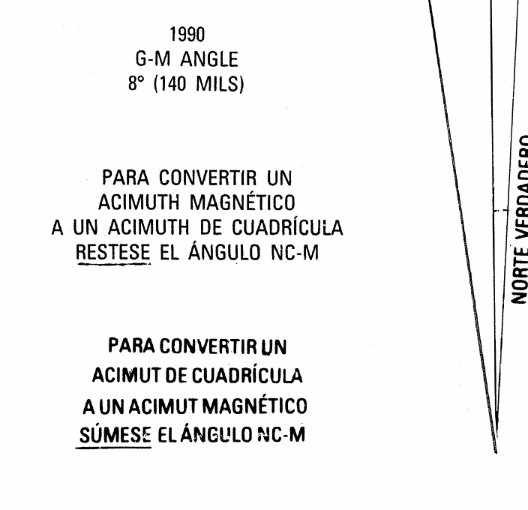 1990
G-M ANGLE
8° (140 MILS)
PARA CONVERTIR UN
ACIMUTH MAGNÉTICO
A UN ACIMUTH DE CUADRÍCULA
RESTESE EL ÁNGULO NC-M
PARA CONVERTIR UN
ACIMUT DE CUADRÍCULA
A UN ACIMUT MAGNÉTICO
SÚMESE EL ÁNGULO NC-M
NORTE VERDADERO